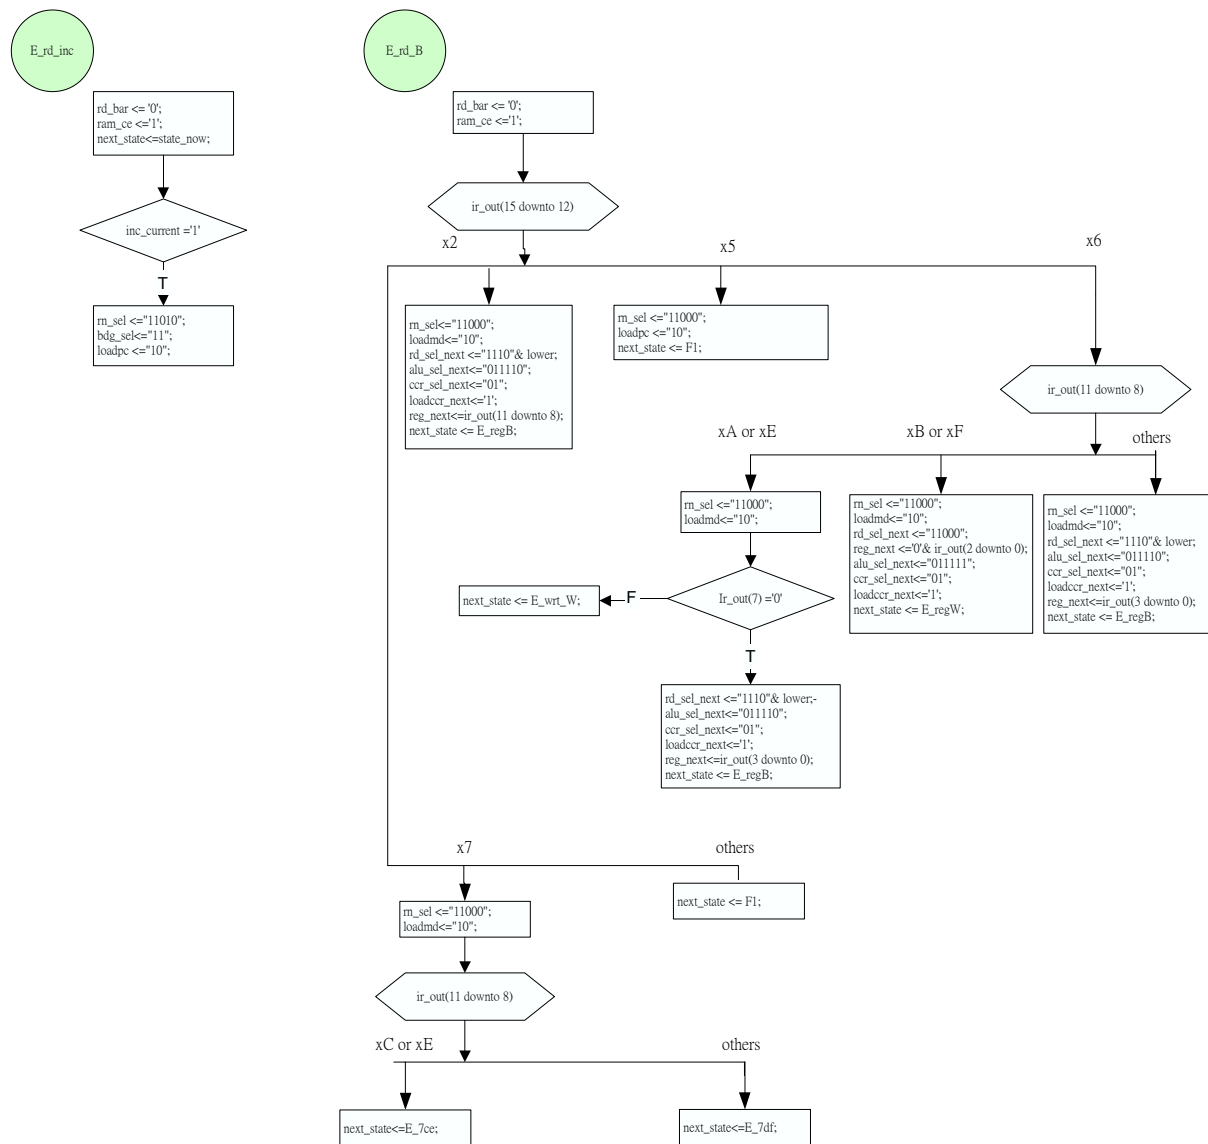 E_rd_inc
rd_bar <= '0';
ram_ce <='1';
next_state<=state_now;
inc_current ='1'
T
rn_sel <="11010";
bdg_sel<="11";
loadpc <="10";
E_rd_B
rd_bar <= '0';
ram_ce <='1';
ir_out(15 downto 12)
x2
x5
x6
rn_sel<="11000";
loadmd<="10";
rd_sel_next <="1110"& lower;
alu_sel_next<="011110";
ccr_sel_next<="01";
loadccr_next<='1';
reg_next<=ir_out(11 downto 8);
next_state <= E_regB;
rn_sel <="11000";
loadpc <="10";
next_state <= F1;
ir_out(11 downto 8)
xA or xE
xB or xF
others
rn_sel <="11000";
loadmd<="10";
rn_sel <="11000";
loadmd<="10";
rd_sel_next <="11000";
reg_next <='0'& ir_out(2 downto 0);
alu_sel_next<="011111";
ccr_sel_next<="01";
loadccr_next<='1';
next_state <= E_regW;
rn_sel <="11000";
loadmd<="10";
rd_sel_next <="1110"& lower;
alu_sel_next<="011110";
ccr_sel_next<="01";
loadccr_next<='1';
reg_next<=ir_out(3 downto 0);
next_state <= E_regB;
next_state <= E_wrt_W;
F
Ir_out(7) ='0'
T
rd_sel_next <="1110"& lower;-
alu_sel_next<="011110";
ccr_sel_next<="01";
loadccr_next<='1';
reg_next<=ir_out(3 downto 0);
next_state <= E_regB;
x7
others
rn_sel <="11000";
loadmd<="10";
next_state <= F1;
ir_out(11 downto 8)
xC or xE
others
next_state<=E_7ce;
next_state<=E_7df;